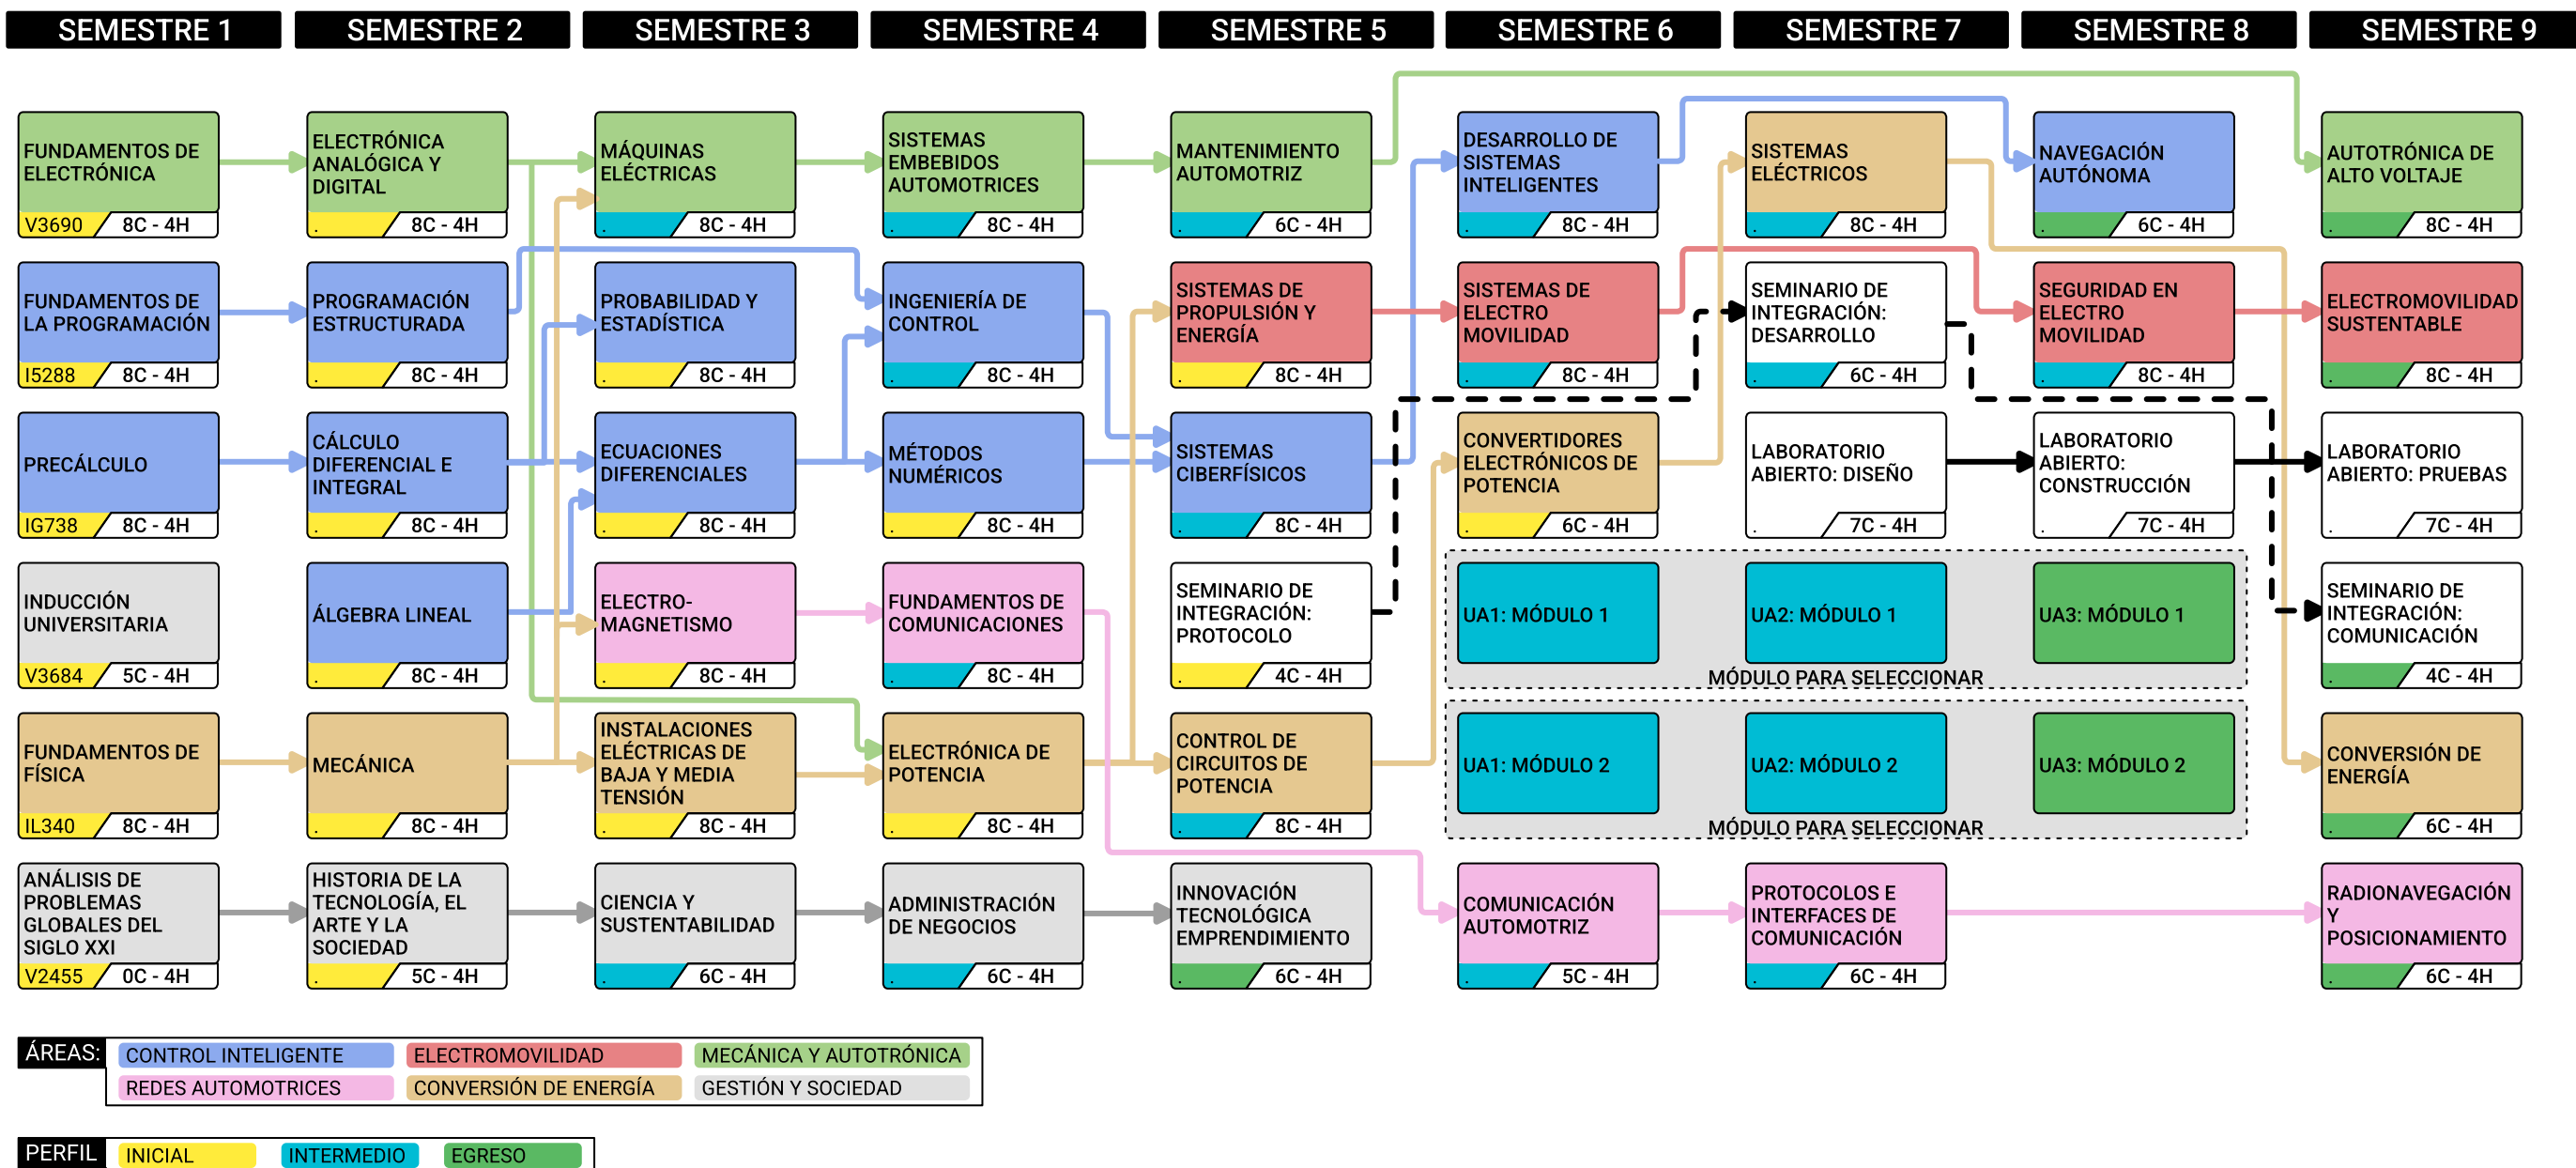 SEMESTRE 1
SEMESTRE 2
SEMESTRE 3
SEMESTRE 4
SEMESTRE 5
SEMESTRE 6
SEMESTRE 7
SEMESTRE 8
SEMESTRE 9
FUNDAMENTOS DE
ELECTRÓNICA
V3690
8C - 4H
ELECTRÓNICA
ANALÓGICA Y
DIGITAL
.
8C - 4H
MÁQUINAS
ELÉCTRICAS
.
8C - 4H
SISTEMAS
EMBEBIDOS
AUTOMOTRICES
.
8C - 4H
MANTENIMIENTO
AUTOMOTRIZ
.
6C - 4H
DESARROLLO DE
SISTEMAS
INTELIGENTES
.
8C - 4H
SISTEMAS
ELÉCTRICOS
.
8C - 4H
NAVEGACIÓN
AUTÓNOMA
.
6C - 4H
AUTOTRÓNICA DE
ALTO VOLTAJE
.
8C - 4H
FUNDAMENTOS DE
LA PROGRAMACIÓN
I5288
8C - 4H
PROGRAMACIÓN
ESTRUCTURADA
.
8C - 4H
PROBABILIDAD Y
ESTADÍSTICA
.
8C - 4H
INGENIERÍA DE
CONTROL
.
8C - 4H
SISTEMAS DE
PROPULSIÓN Y
ENERGÍA
.
8C - 4H
SISTEMAS DE
ELECTRO
MOVILIDAD
.
8C - 4H
SEMINARIO DE
INTEGRACIÓN:
DESARROLLO
.
6C - 4H
SEGURIDAD EN
ELECTRO
MOVILIDAD
.
8C - 4H
ELECTROMOVILIDAD
SUSTENTABLE
.
8C - 4H
PRECÁLCULO
IG738
8C - 4H
CÁLCULO
DIFERENCIAL E
INTEGRAL
.
8C - 4H
ECUACIONES
DIFERENCIALES
.
8C - 4H
MÉTODOS
NUMÉRICOS
.
8C - 4H
SISTEMAS
CIBERFÍSICOS
.
8C - 4H
CONVERTIDORES
ELECTRÓNICOS DE
POTENCIA
.
6C - 4H
LABORATORIO
ABIERTO: DISEÑO
.
7C - 4H
LABORATORIO
ABIERTO:
CONSTRUCCIÓN
.
7C - 4H
LABORATORIO
ABIERTO: PRUEBAS
.
7C - 4H
INDUCCIÓN
UNIVERSITARIA
V3684
5C - 4H
ÁLGEBRA LINEAL
.
8C - 4H
ELECTRO-
MAGNETISMO
.
8C - 4H
FUNDAMENTOS DE
COMUNICACIONES
.
8C - 4H
SEMINARIO DE
INTEGRACIÓN:
PROTOCOLO
.
4C - 4H
UA1: MÓDULO 1
UA2: MÓDULO 1
UA3: MÓDULO 1
MÓDULO PARA SELECCIONAR
SEMINARIO DE
INTEGRACIÓN:
COMUNICACIÓN
.
4C - 4H
FUNDAMENTOS DE
FÍSICA
IL340
8C - 4H
MECÁNICA
.
8C - 4H
INSTALACIONES
ELÉCTRICAS DE
BAJA Y MEDIA
TENSIÓN
.
8C - 4H
ELECTRÓNICA DE
POTENCIA
.
8C - 4H
CONTROL DE
CIRCUITOS DE
POTENCIA
.
8C - 4H
UA1: MÓDULO 2
UA2: MÓDULO 2
UA3: MÓDULO 2
MÓDULO PARA SELECCIONAR
CONVERSIÓN DE
ENERGÍA
.
6C - 4H
ANÁLISIS DE
PROBLEMAS
GLOBALES DEL
SIGLO XXI
V2455
0C - 4H
HISTORIA DE LA
TECNOLOGÍA, EL
ARTE Y LA
SOCIEDAD
.
5C - 4H
CIENCIA Y
SUSTENTABILIDAD
.
6C - 4H
ADMINISTRACIÓN
DE NEGOCIOS
.
6C - 4H
INNOVACIÓN
TECNOLÓGICA
EMPRENDIMIENTO
.
6C - 4H
COMUNICACIÓN
AUTOMOTRIZ
.
5C - 4H
PROTOCOLOS E
INTERFACES DE
COMUNICACIÓN
.
6C - 4H
RADIONAVEGACIÓN
Y
POSICIONAMIENTO
.
6C - 4H
ÁREAS:
CONTROL INTELIGENTE
ELECTROMOVILIDAD
MECÁNICA Y AUTOTRÓNICA
REDES AUTOMOTRICES
CONVERSIÓN DE ENERGÍA
GESTIÓN Y SOCIEDAD
PERFIL
INICIAL
INTERMEDIO
EGRESO